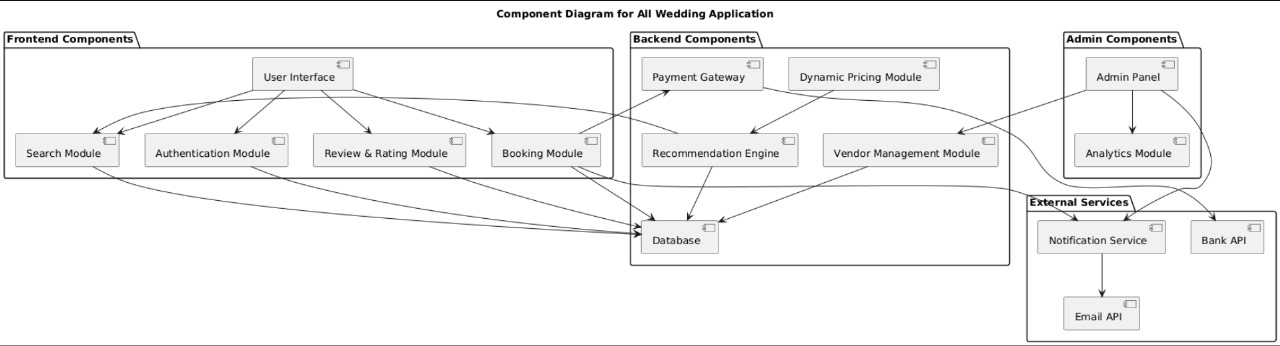 Component Diagram for All Wedding Application
Frontend Components
User Interface
Search Module
Authentication Module
Review & Rating Module
Booking Module
Backend Components
Payment Gateway
Dynamic Pricing Module
Recommendation Engine
Vendor Management Module
Database
Admin Components
Admin Panel
Analytics Module
External Services
Notification Service
Bank API
Email API